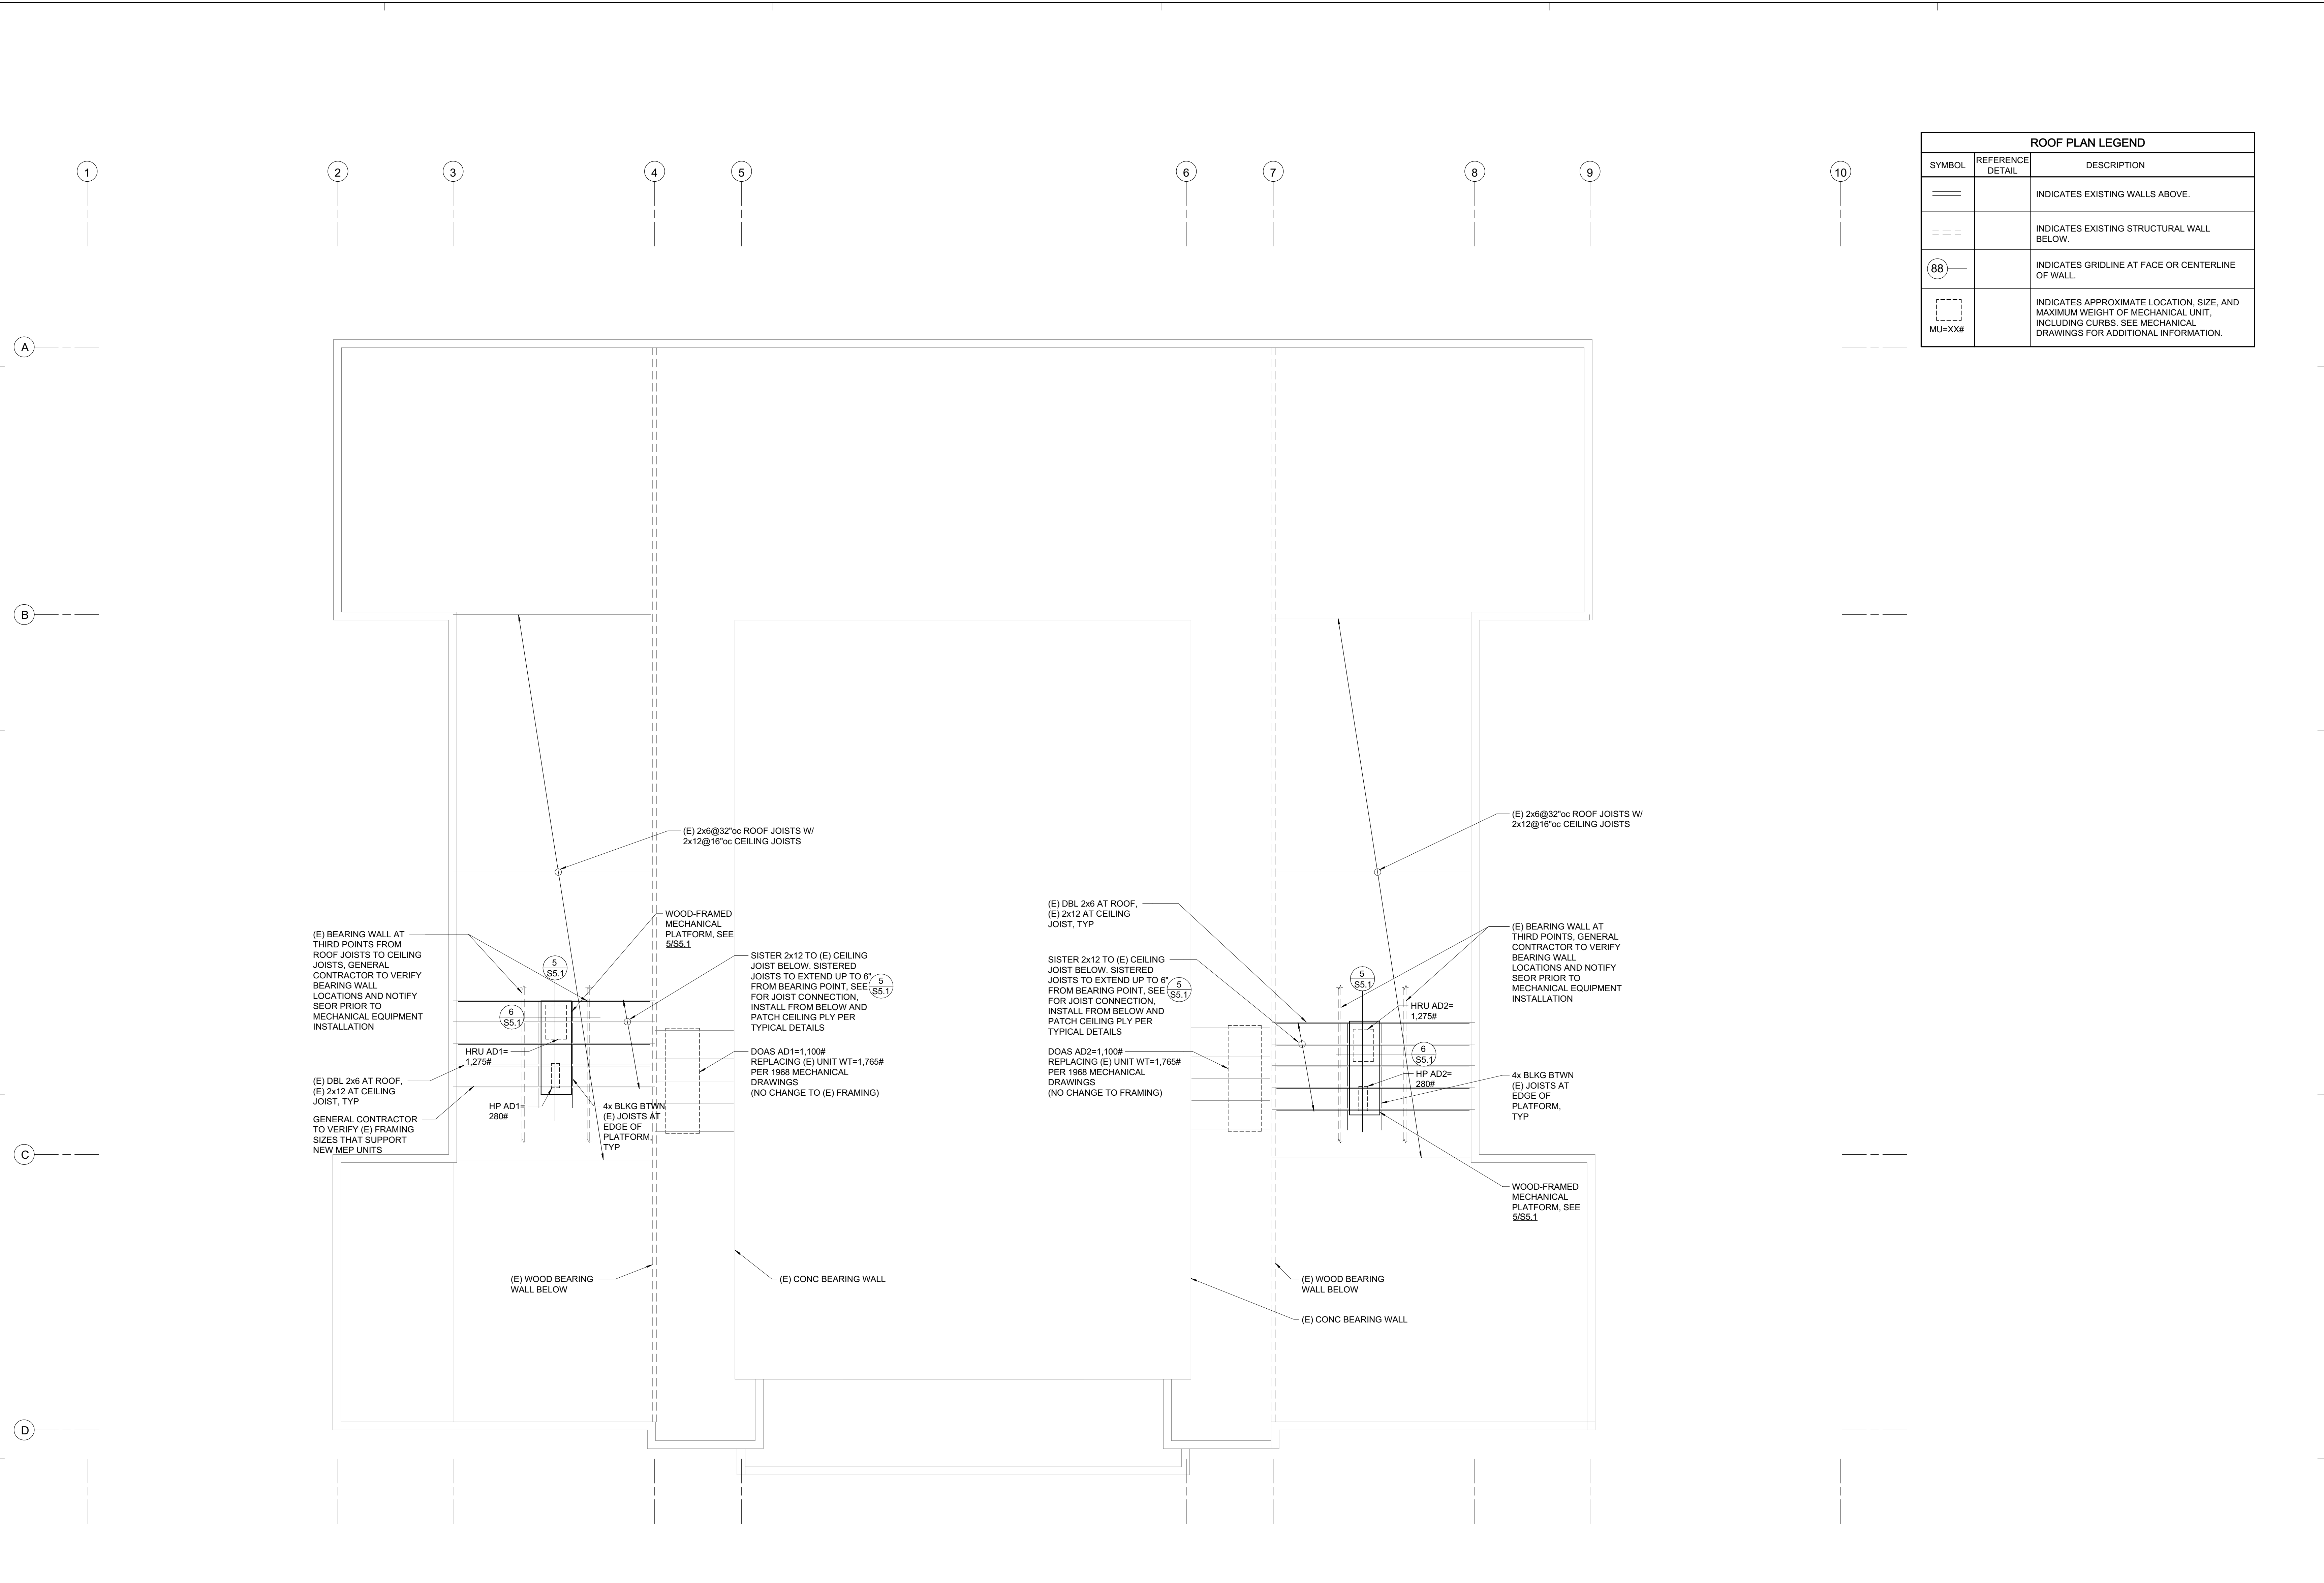 ROOF PLAN LEGEND
SYMBOL
REFERENCE
DETAIL
DESCRIPTION
INDICATES EXISTING WALLS ABOVE.
INDICATES EXISTING STRUCTURAL WALL
BELOW.
88
INDICATES GRIDLINE AT FACE OR CENTERLINE
OF WALL.
MU=XX#
INDICATES APPROXIMATE LOCATION, SIZE, AND
MAXIMUM WEIGHT OF MECHANICAL UNIT,
INCLUDING CURBS. SEE MECHANICAL
DRAWINGS FOR ADDITIONAL INFORMATION.
1
2
3
4
5
6
7
8
9
10
A
B
C
D
(E) 2x6@32"oc ROOF JOISTS W/
2x12@16"oc CEILING JOISTS
WOOD-FRAMED
MECHANICAL
PLATFORM, SEE
5/S5.1
(E) BEARING WALL AT
THIRD POINTS FROM
ROOF JOISTS TO CEILING
JOISTS, GENERAL
CONTRACTOR TO VERIFY
BEARING WALL
LOCATIONS AND NOTIFY
SEOR PRIOR TO
MECHANICAL EQUIPMENT
INSTALLATION
5
S5.1
6
S5.1
SISTER 2x12 TO (E) CEILING
JOIST BELOW. SISTERED
JOISTS TO EXTEND UP TO 6"
FROM BEARING POINT, SEE
FOR JOIST CONNECTION,
INSTALL FROM BELOW AND
PATCH CEILING PLY PER
TYPICAL DETAILS
5
S5.1
HRU AD1=
1,275#
DOAS AD1=1,100#
REPLACING (E) UNIT WT=1,765#
PER 1968 MECHANICAL
DRAWINGS
(NO CHANGE TO (E) FRAMING)
(E) DBL 2x6 AT ROOF,
(E) 2x12 AT CEILING
JOIST, TYP
HP AD1=
280#
4x BLKG BTWN
(E) JOISTS AT
EDGE OF
PLATFORM,
TYP
GENERAL CONTRACTOR
TO VERIFY (E) FRAMING
SIZES THAT SUPPORT
NEW MEP UNITS
(E) WOOD BEARING
WALL BELOW
(E) CONC BEARING WALL
(E) 2x6@32"oc ROOF JOISTS W/
2x12@16"oc CEILING JOISTS
(E) DBL 2x6 AT ROOF,
(E) 2x12 AT CEILING
JOIST, TYP
SISTER 2x12 TO (E) CEILING
JOIST BELOW. SISTERED
JOISTS TO EXTEND UP TO 6"
FROM BEARING POINT, SEE
FOR JOIST CONNECTION,
INSTALL FROM BELOW AND
PATCH CEILING PLY PER
TYPICAL DETAILS
5
S5.1
DOAS AD2=1,100#
REPLACING (E) UNIT WT=1,765#
PER 1968 MECHANICAL
DRAWINGS
(NO CHANGE TO FRAMING)
5
S5.1
(E) BEARING WALL AT
THIRD POINTS, GENERAL
CONTRACTOR TO VERIFY
BEARING WALL
LOCATIONS AND NOTIFY
SEOR PRIOR TO
MECHANICAL EQUIPMENT
INSTALLATION
HRU AD2=
1,275#
6
S5.1
HP AD2=
280#
4x BLKG BTWN
(E) JOISTS AT
EDGE OF
PLATFORM,
TYP
WOOD-FRAMED
MECHANICAL
PLATFORM, SEE
5/S5.1
(E) WOOD BEARING
WALL BELOW
(E) CONC BEARING WALL